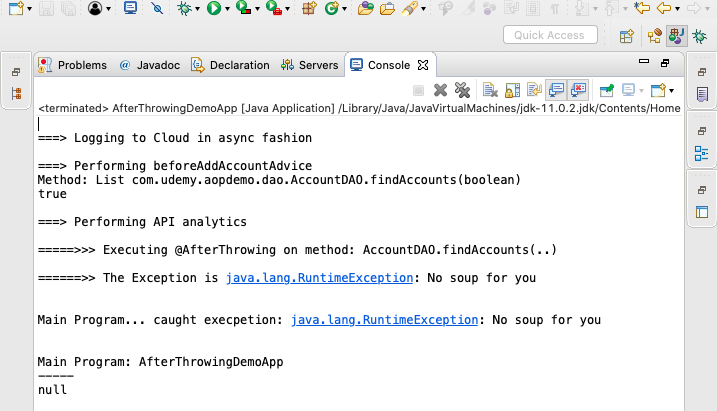 Quick Access
Problems
@ Javadoc
Declaration
Servers
Console
<terminated> AfterThrowingDemoApp [Java Application] /Library/Java/JavaVirtualMachines/jdk-11.0.2.jdk/Contents/Home
===> Logging to Cloud in async fashion
===> Performing beforeAddAccountAdvice
Method: List com.udemy.aopdemo.dao.AccountDAO.findAccounts(boolean)
true
===> Performing API analytics
=====>>> Executing @AfterThrowing on method: AccountDAO.findAccounts(..)
======>> The Exception is java.lang.RuntimeException: No soup for you
Main Program... caught execpetion: java.lang.RuntimeException: No soup for you
Main Program: AfterThrowingDemoApp
-----
null